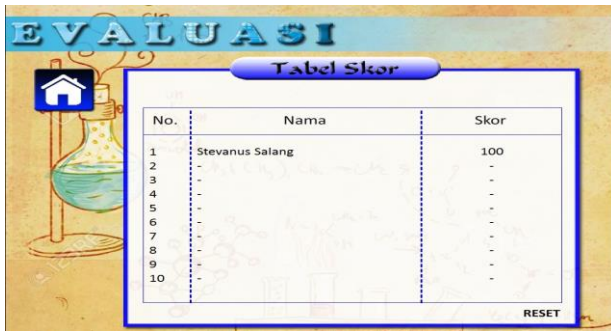 EVALUASI
Tabel Skor
No. Nama Skor
1 Stevanus Salang 100
2 - -
3 - -
4 - -
5 - -
6 - -
7 - -
8 - -
9 - -
10 - -
RESET